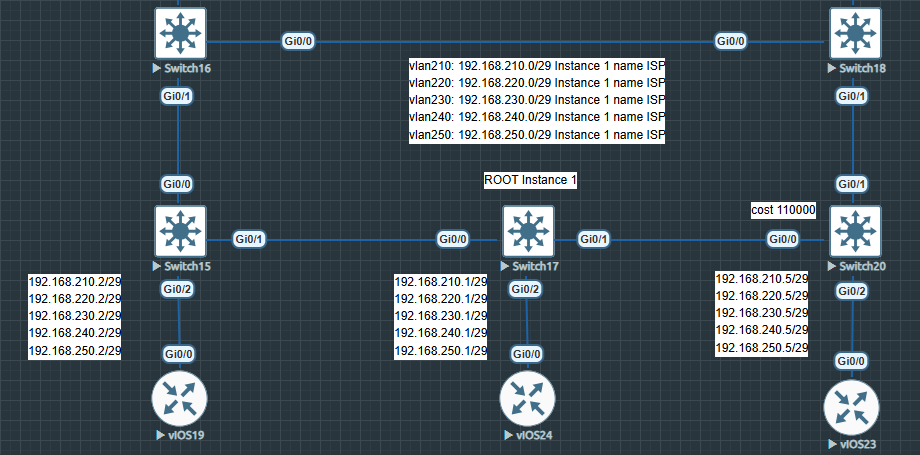 Gi0/0
Gi0/0
Switch16
Switch18
vlan210: 192.168.210.0/29 Instance 1 name ISP
vlan220: 192.168.220.0/29 Instance 1 name ISP
vlan230: 192.168.230.0/29 Instance 1 name ISP
vlan240: 192.168.240.0/29 Instance 1 name ISP
vlan250: 192.168.250.0/29 Instance 1 name ISP
Gi0/1
Gi0/1
Gi0/0
ROOT Instance 1
Gi0/1
cost 110000
Gi0/1
Gi0/0
Gi0/1
Gi0/0
Switch15
Switch17
Switch20
192.168.210.2/29
192.168.220.2/29
192.168.230.2/29
192.168.240.2/29
192.168.250.2/29
Gi0/2
192.168.210.1/29
192.168.220.1/29
192.168.230.1/29
192.168.240.1/29
192.168.250.1/29
Gi0/2
192.168.210.5/29
192.168.220.5/29
192.168.230.5/29
192.168.240.5/29
192.168.250.5/29
Gi0/2
Gi0/0
Gi0/0
Gi0/0
vIOS19
vIOS24
vIOS23